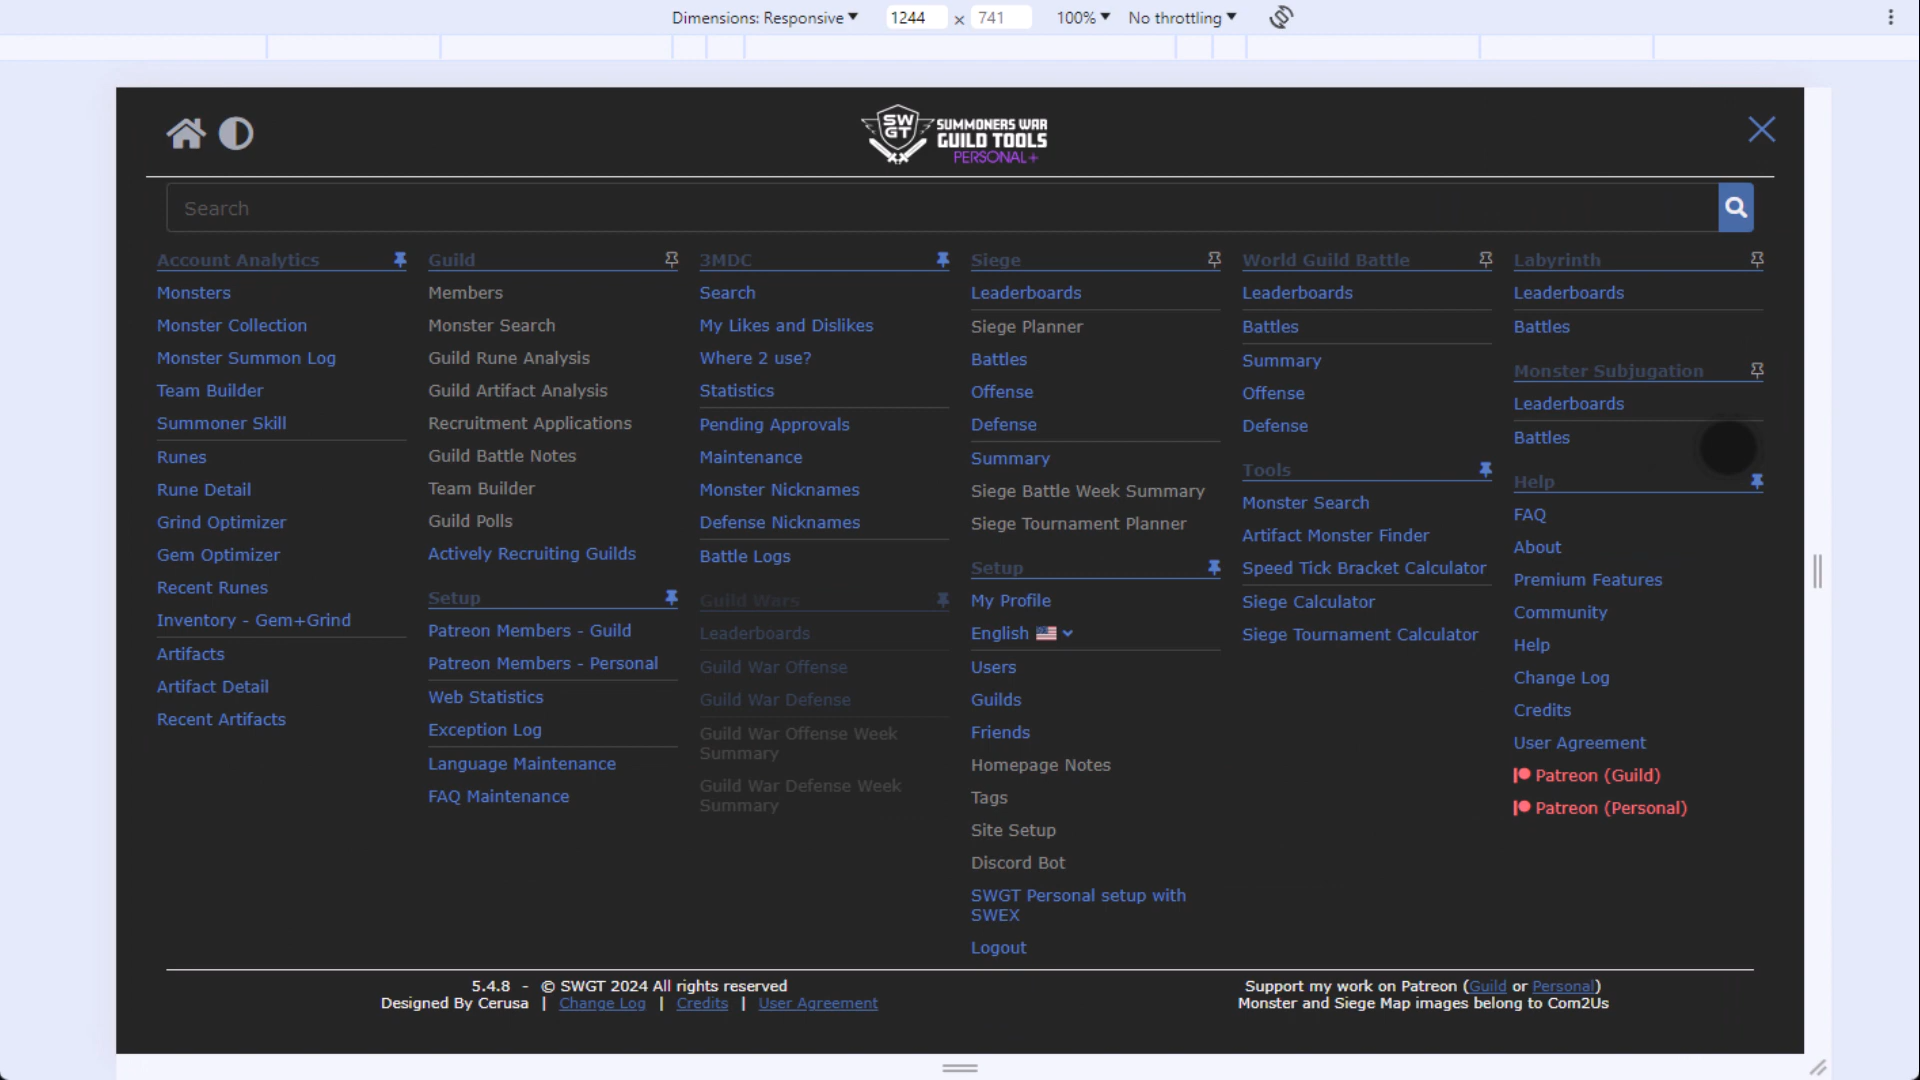 Dimensions: Responsive 1244 × 741 100% No throttling
SW GT SUMMONERS WAR
GUILD TOOLS
PERSONAL+
Search
Account Analytics
Monsters
Monster Collection
Monster Summon Log
Team Builder
Summoner Skill
Runes
Rune Detail
Grind Optimizer
Gem Optimizer
Recent Runes
Inventory - Gem+Grind
Artifacts
Artifact Detail
Recent Artifacts
Guild
Members
Monster Search
Guild Rune Analysis
Guild Artifact Analysis
Recruitment Applications
Guild Battle Notes
Team Builder
Guild Polls
Actively Recruiting Guilds
Setup
Patreon Members - Guild
Patreon Members - Personal
Web Statistics
Exception Log
Language Maintenance
FAQ Maintenance
3MDC
Search
My Likes and Dislikes
Where 2 use?
Statistics
Pending Approvals
Maintenance
Monster Nicknames
Defense Nicknames
Battle Logs
Guild Wars
Leaderboards
Guild War Offense
Guild War Defense
Guild War Offense Week
Summary
Guild War Defense Week
Summary
Siege
Leaderboards
Siege Planner
Battles
Offense
Defense
Summary
Siege Battle Week Summary
Siege Tournament Planner
Setup
My Profile
English
Users
Guilds
Friends
Homepage Notes
Tags
Site Setup
Discord Bot
SWGT Personal setup with
SWEX
Logout
World Guild Battle
Leaderboards
Battles
Summary
Offense
Defense
Tools
Monster Search
Artifact Monster Finder
Speed Tick Bracket Calculator
Siege Calculator
Siege Tournament Calculator
Labyrinth
Leaderboards
Battles
Monster Subjugation
Leaderboards
Battles
Help
FAQ
About
Premium Features
Community
Help
Change Log
Credits
User Agreement
Patreon (Guild)
Patreon (Personal)
5.4.8 - © SWGT 2024 All rights reserved
Designed By Cerusa | Change Log | Credits | User Agreement
Support my work on Patreon (Guild or Personal)
Monster and Siege Map images belong to Com2Us